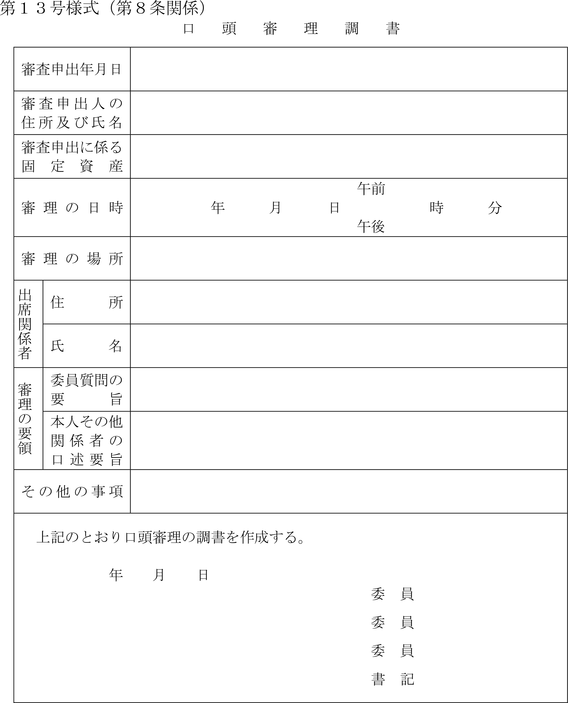 第１３号様式（第８条関係）
口頭審理調書
審査申出年月日
審査申出人の
住所及び氏名
審査申出に係る
固定資産
審理の日時
午前
年 月 日 時 分
午後
審理の場所
出席関係者
住所
氏名
審理の要領
委員質問の
要旨
本人その他
関係者の
口述要旨
その他の事項
上記のとおり口頭審理の調書を作成する。
年 月 日
委員
委員
委員
書記